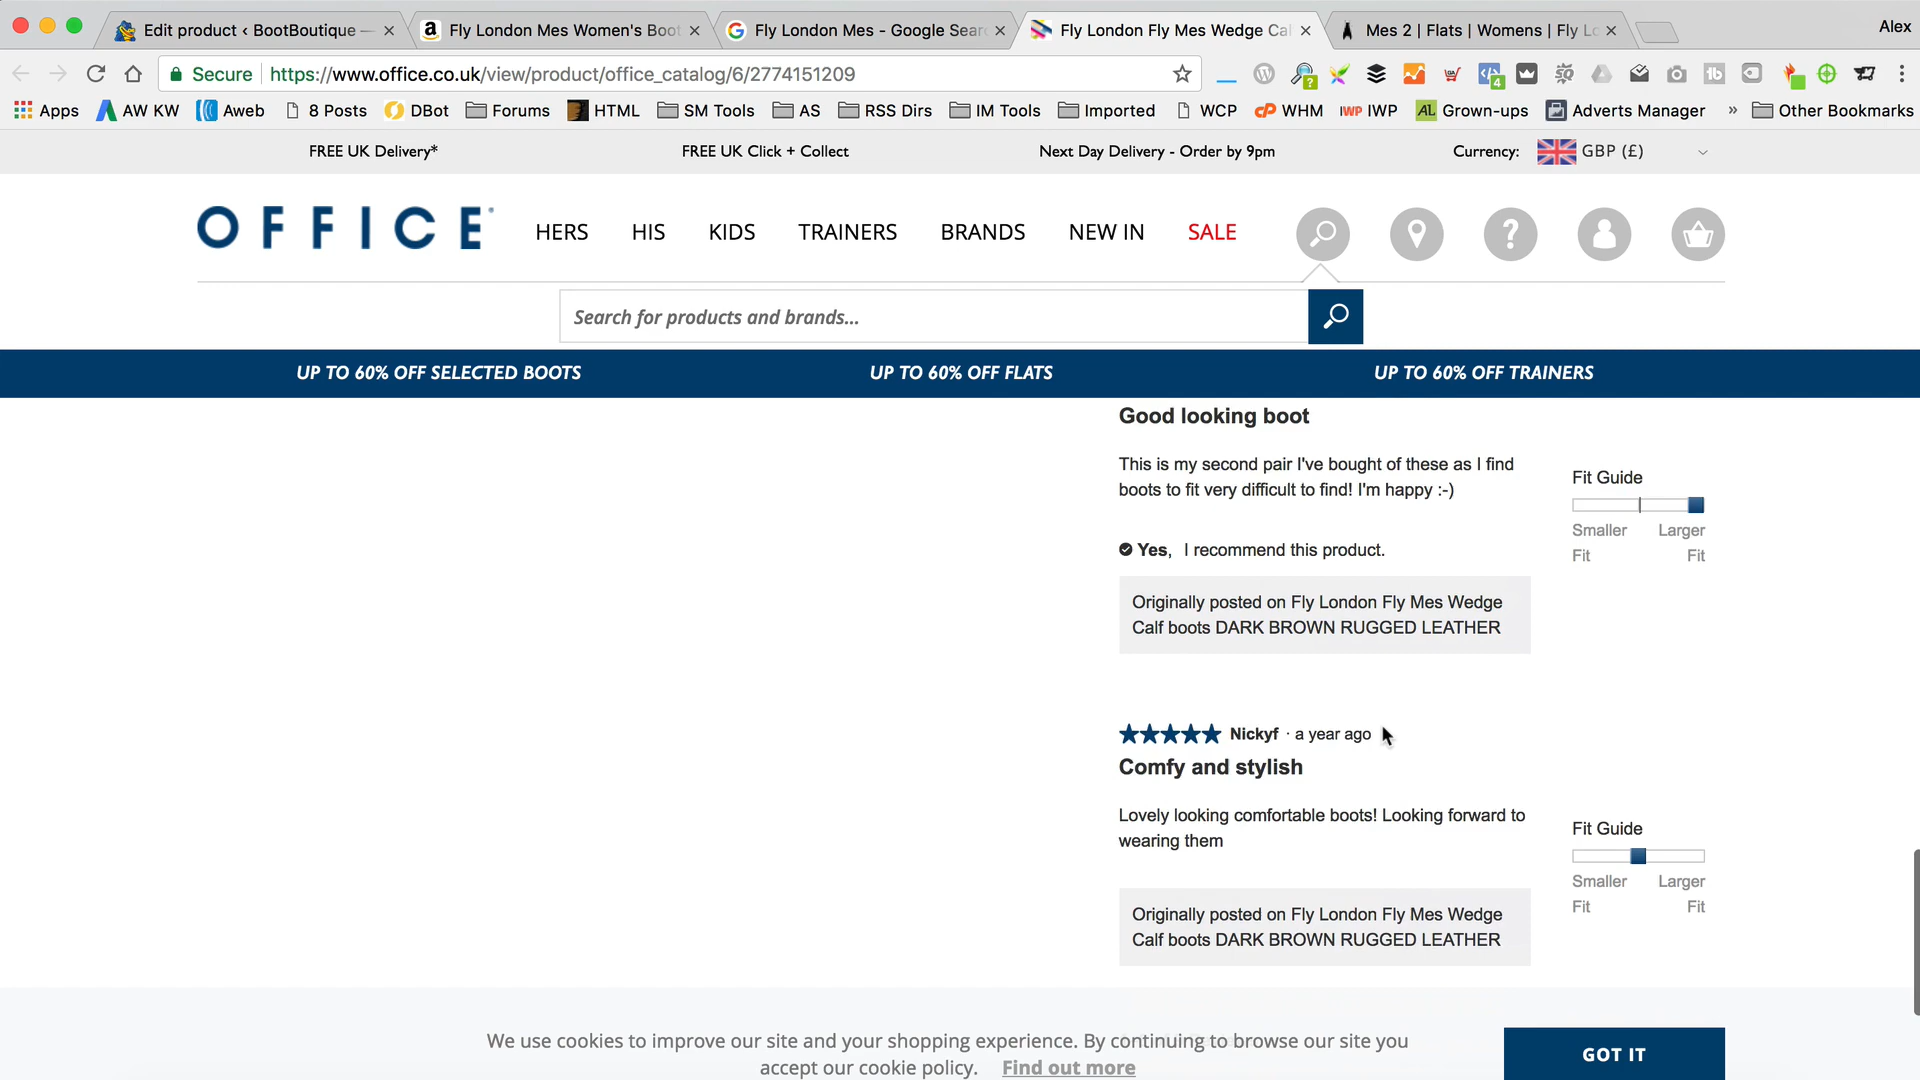 Edit product ‹ BootBoutique —
Fly London Mes Women's Boot
Fly London Mes - Google Sear
Fly London Fly Mes Wedge Cal
Mes 2 | Flats | Womens | Fly Lo
Alex
Secure
https://www.office.co.uk/view/product/office_catalog/6/2774151209
Apps
AW KW
Aweb
8 Posts
DBot
Forums
HTML
SM Tools
AS
RSS Dirs
IM Tools
Imported
WCP
WHM
IWP
Grown-ups
Adverts Manager
»
Other Bookmarks
FREE UK Delivery*
FREE UK Click + Collect
Next Day Delivery - Order by 9pm
Currency:
GBP (£)
OFFICE
HERS
HIS
KIDS
TRAINERS
BRANDS
NEW IN
SALE
Search for products and brands...
UP TO 60% OFF SELECTED BOOTS
UP TO 60% OFF FLATS
UP TO 60% OFF TRAINERS
Good looking boot
This is my second pair I've bought of these as I find
boots to fit very difficult to find! I'm happy :-)
Fit Guide
Smaller Fit
Larger Fit
Yes, I recommend this product.
Originally posted on Fly London Fly Mes Wedge
Calf boots DARK BROWN RUGGED LEATHER
Nickyf · a year ago
Comfy and stylish
Lovely looking comfortable boots! Looking forward to
wearing them
Fit Guide
Smaller Fit
Larger Fit
Originally posted on Fly London Fly Mes Wedge
Calf boots DARK BROWN RUGGED LEATHER
We use cookies to improve our site and your shopping experience. By continuing to browse our site you
accept our cookie policy. Find out more
GOT IT